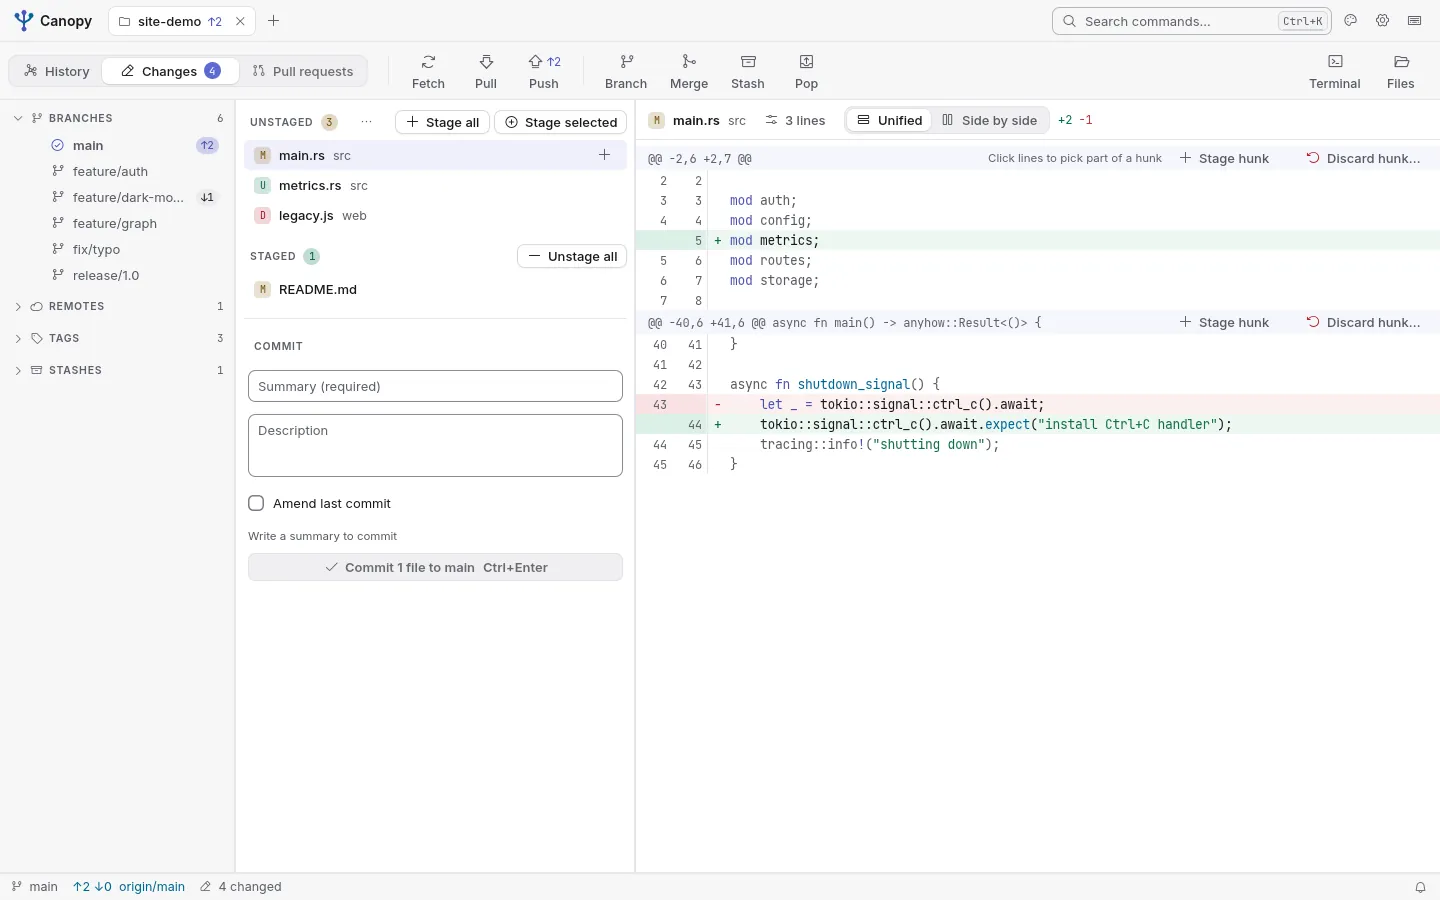 Canopy
site-demo ↑2
Search commands... Ctrl+K
History
Changes 4
Pull requests
Fetch
Pull
↑2
Push
Branch
Merge
Stash
Pop
Terminal
Files
BRANCHES 6
main ↑2
feature/auth
feature/dark-mo... ↓1
feature/graph
fix/typo
release/1.0
REMOTES 1
TAGS 3
STASHES 1
UNSTAGED 3 ... Stage all Stage selected
M main.rs src
U metrics.rs src
D legacy.js web
STAGED 1 Unstage all
M README.md
COMMIT
Summary (required)
Description
Amend last commit
Write a summary to commit
Commit 1 file to main Ctrl+Enter
M main.rs src 3 lines Unified Side by side +2 -1
@@ -2,6 +2,7 @@ Click lines to pick part of a hunk Stage hunk Discard hunk...
2 2
3 3 mod auth;
4 4 mod config;
5 + mod metrics;
5 6 mod routes;
6 7 mod storage;
7 8
@@ -40,6 +41,6 @@ async fn main() -> anyhow::Result<()> { Stage hunk Discard hunk...
40 41 }
41 42
42 43 async fn shutdown_signal() {
43 - let _ = tokio::signal::ctrl_c().await;
44 + tokio::signal::ctrl_c().await.expect("install Ctrl+C handler");
44 45 tracing::info!("shutting down");
45 46 }
main ↑2 ↓0 origin/main 4 changed